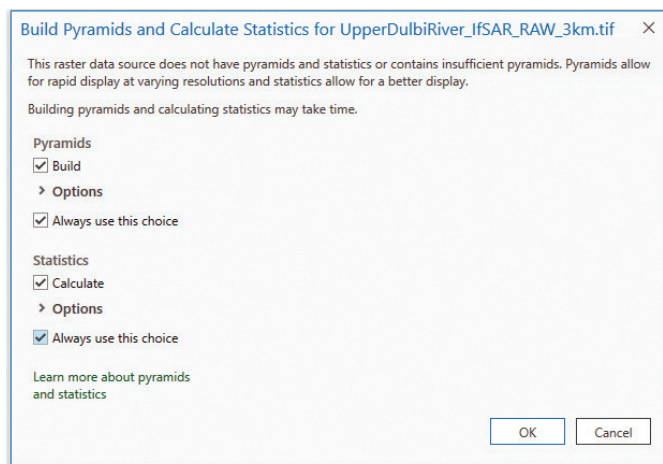 Build Pyramids and Calculate Statistics for UpperDulbiRiver_IfSAR_RAW_3km.tif
This raster data source does not have pyramids and statistics or contains insufficient pyramids. Pyramids allow
for rapid display at varying resolutions and statistics allow for a better display.
Building pyramids and calculating statistics may take time.
Pyramids
Build
Options
Always use this choice
Statistics
Calculate
Options
Always use this choice
Learn more about pyramids
and statistics
OK Cancel